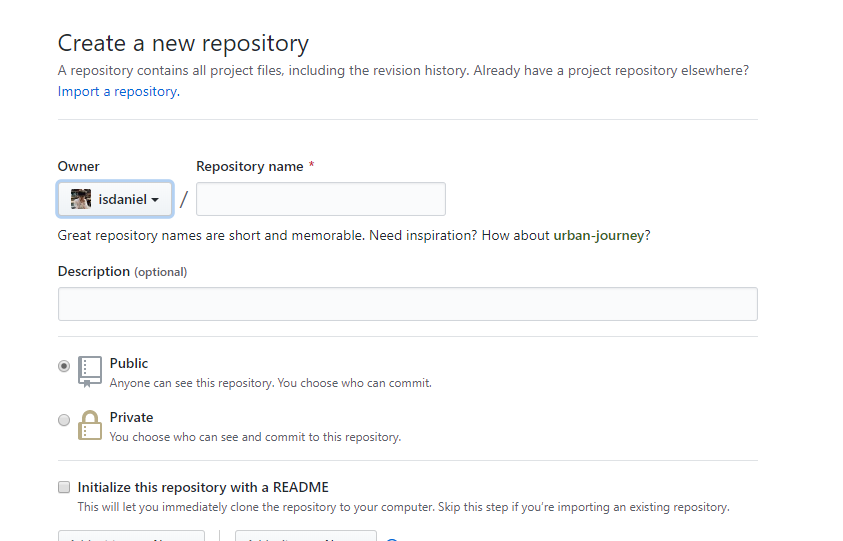 Create a new repository
A repository contains all project files, including the revision history. Already have a project repository elsewhere?
Import a repository.
Owner
Repository name *
isdaniel
/
Great repository names are short and memorable. Need inspiration? How about urban-journey?
Description (optional)
Public
Anyone can see this repository. You choose who can commit.
Private
You choose who can see and commit to this repository.
Initialize this repository with a README
This will let you immediately clone the repository to your computer. Skip this step if you're importing an existing repository.